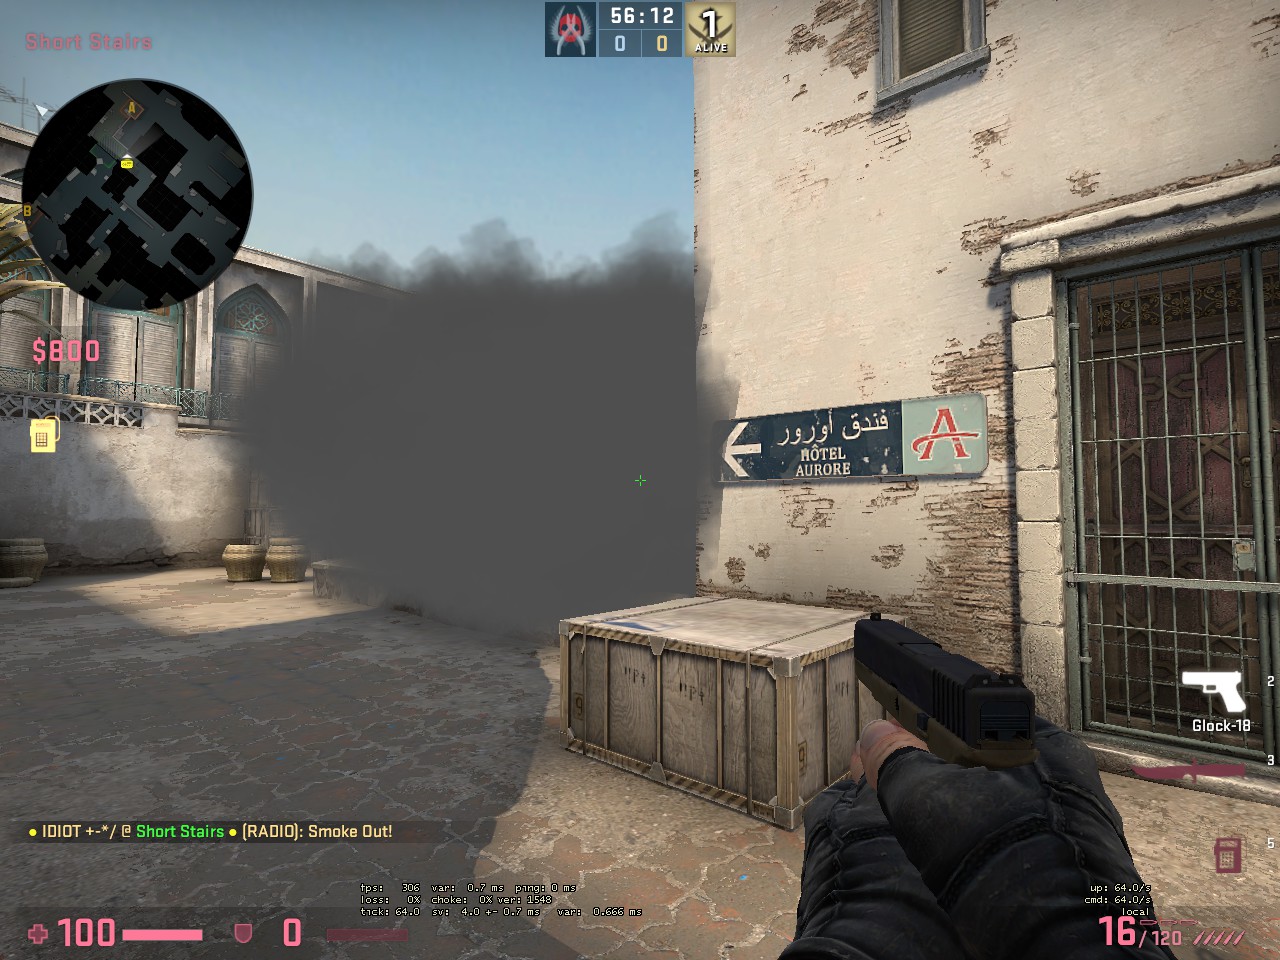 Short Stairs
56:12
0 0
1
ALIVE
A
B
$800
فندق أورور
HÔTEL
AURORE
A
2
Glock-18
3
5
● IDIOT +-*/ @ Short Stairs ● (RADIO): Smoke Out!
fps: 306 var: 0.7 ms ping: 0 ms
loss: 0% choke: 0% ver: 1548
tick: 64.0 sv: 4.0 +- 0.7 ms var: 0.666 ms
up: 64.0/s
cmd: 64.0/s
local
100
0
16/120